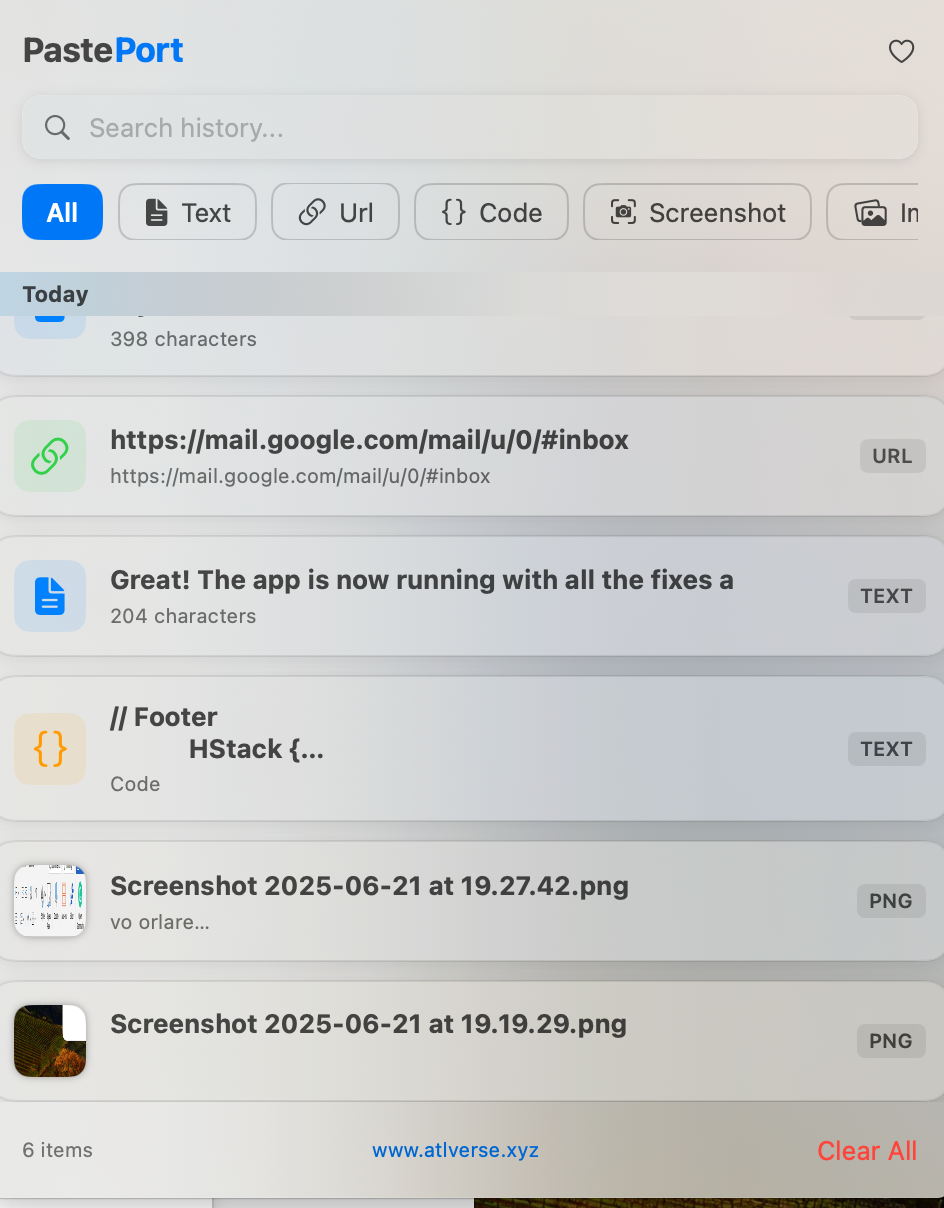 PastePort
Search history...
All
Text
Url
Code
Screenshot
Today
398 characters
https://mail.google.com/mail/u/0/#inbox
https://mail.google.com/mail/u/0/#inbox
URL
Great! The app is now running with all the fixes a
204 characters
TEXT
// Footer
HStack {...
Code
TEXT
Screenshot 2025-06-21 at 19.27.42.png
vo orlare...
PNG
Screenshot 2025-06-21 at 19.19.29.png
PNG
6 items
www.atlverse.xyz
Clear All